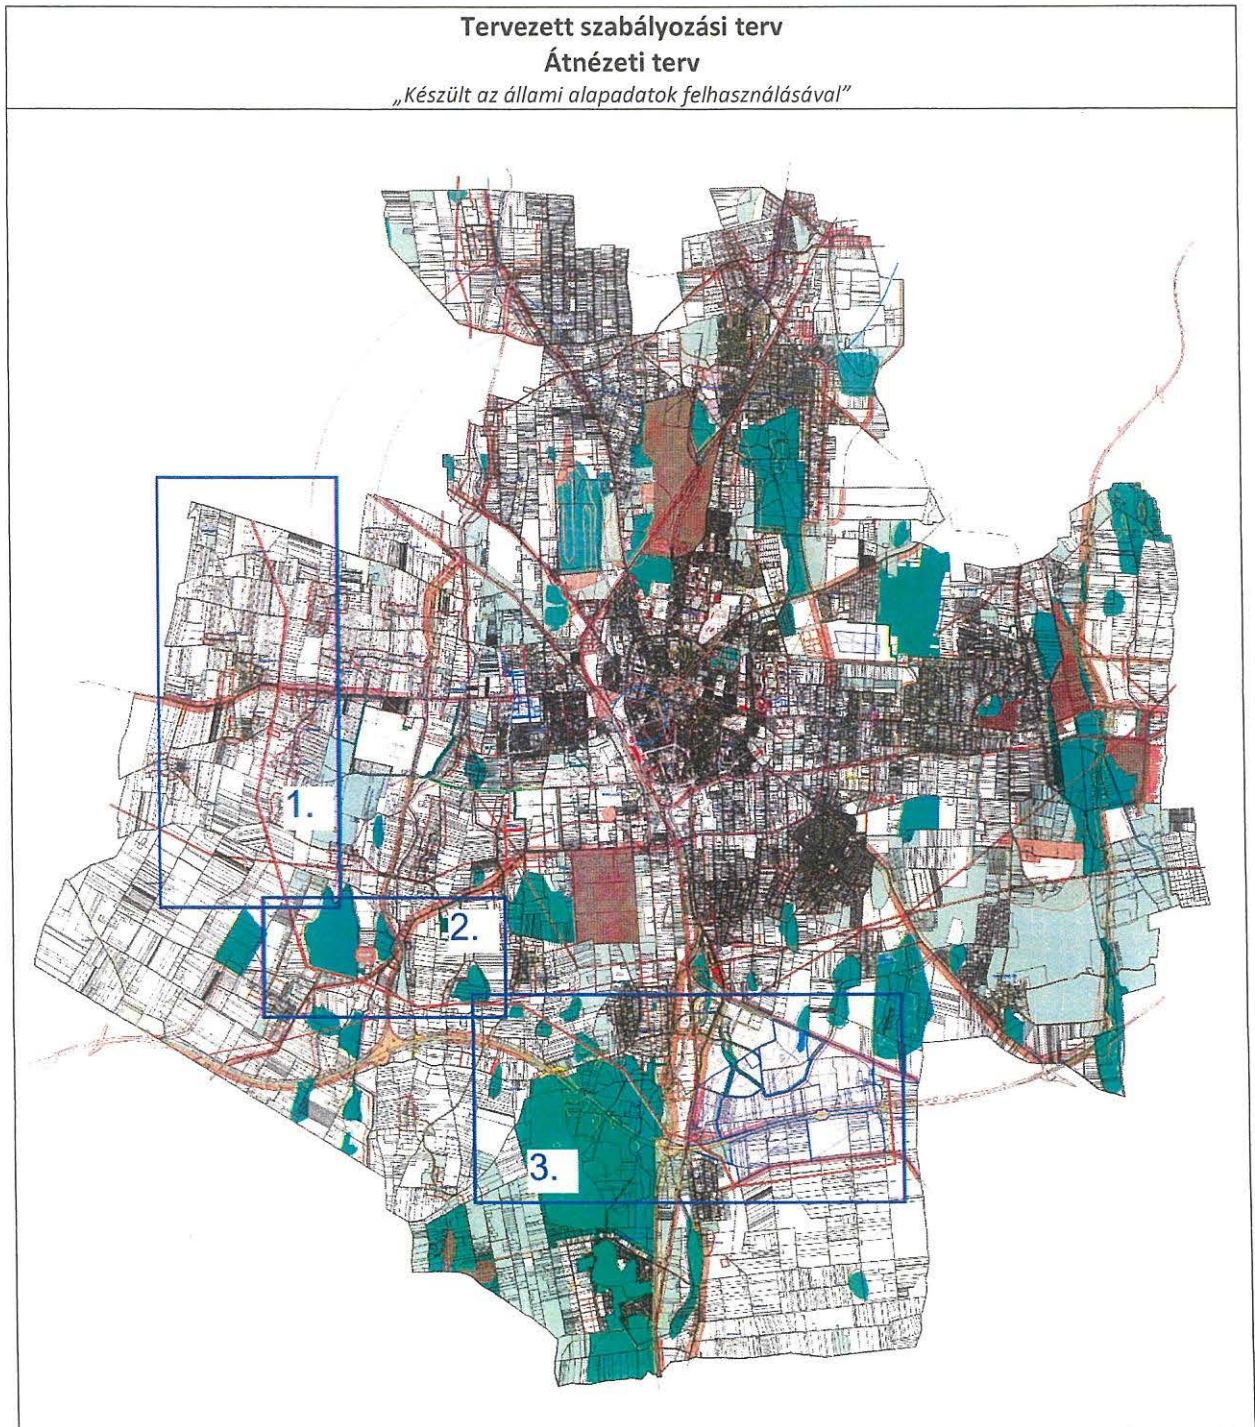 Tervezett szabályozási terv
Átnézeti terv
„Készült az állami alapadatok felhasználásával”
1.
2.
3.